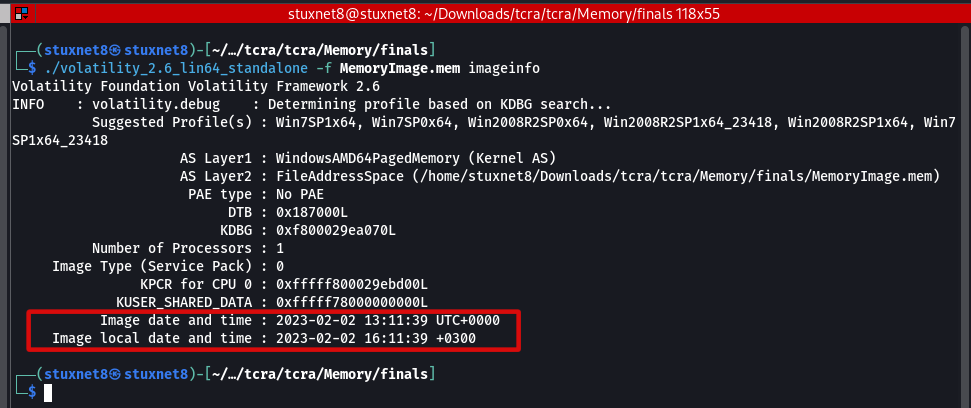 stuxnet8@stuxnet8: ~/Downloads/tcra/tcra/Memory/finals 118x55
┌──(stuxnet8㉿stuxnet8)-[~/…/tcra/tcra/Memory/finals]
└─$ ./volatility_2.6_lin64_standalone -f MemoryImage.mem imageinfo
Volatility Foundation Volatility Framework 2.6
INFO    : volatility.debug    : Determining profile based on KDBG search...
Suggested Profile(s) : Win7SP1x64, Win7SP0x64, Win2008R2SP0x64, Win2008R2SP1x64_23418, Win2008R2SP1x64, Win7
SP1x64_23418
AS Layer1 : WindowsAMD64PagedMemory (Kernel AS)
AS Layer2 : FileAddressSpace (/home/stuxnet8/Downloads/tcra/tcra/Memory/finals/MemoryImage.mem)
PAE type : No PAE
DTB : 0x187000L
KDBG : 0xf800029ea070L
Number of Processors : 1
Image Type (Service Pack) : 0
KPCR for CPU 0 : 0xfffff800029ebd00L
KUSER_SHARED_DATA : 0xfffff78000000000L
Image date and time : 2023-02-02 13:11:39 UTC+0000
Image local date and time : 2023-02-02 16:11:39 +0300
┌──(stuxnet8㉿stuxnet8)-[~/…/tcra/tcra/Memory/finals]
└─$